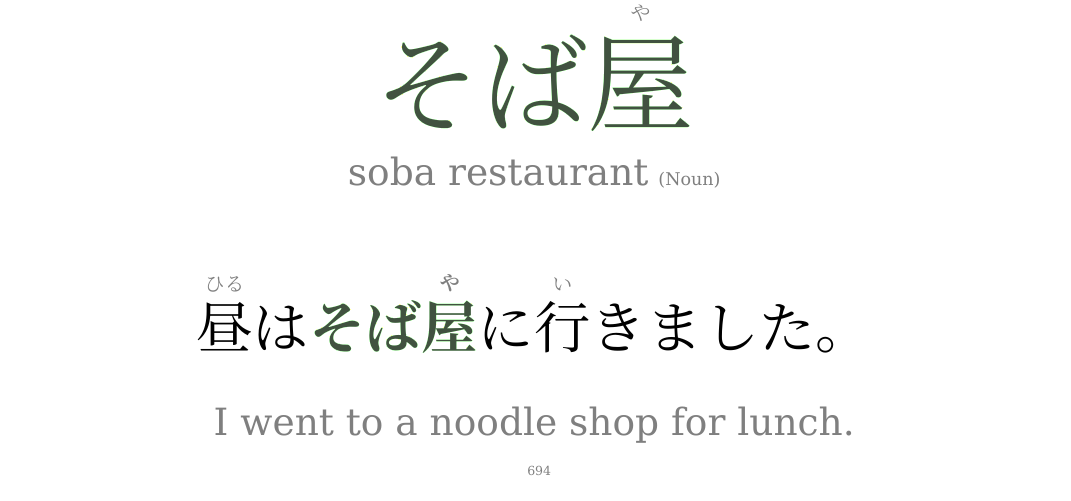 や
そば屋
soba restaurant (Noun)
ひる や い
昼はそば屋に行きました。
I went to a noodle shop for lunch.
694